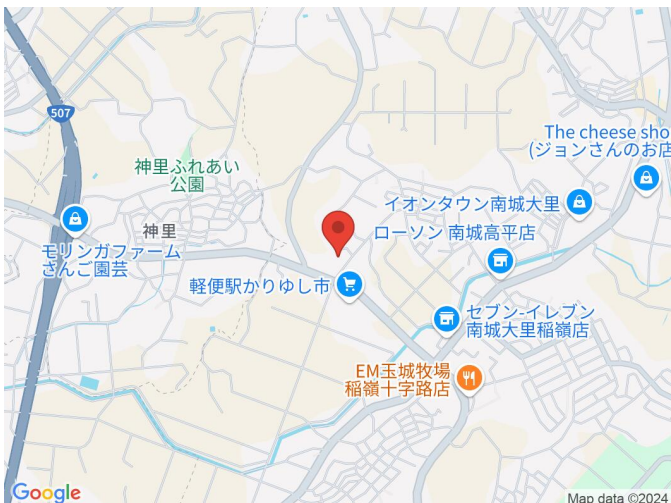 507
The cheese sho
(ジョンさんのお店
神里ふれあい
公園
イオンタウン南城大里
神里
ローソン 南城高平店
モリンガファーム
さんご園芸
軽便駅かりゆし市
セブン-イレブン
南城大里稲嶺店
EM玉城牧場
稲嶺十字路店
Google
Map data ©2024